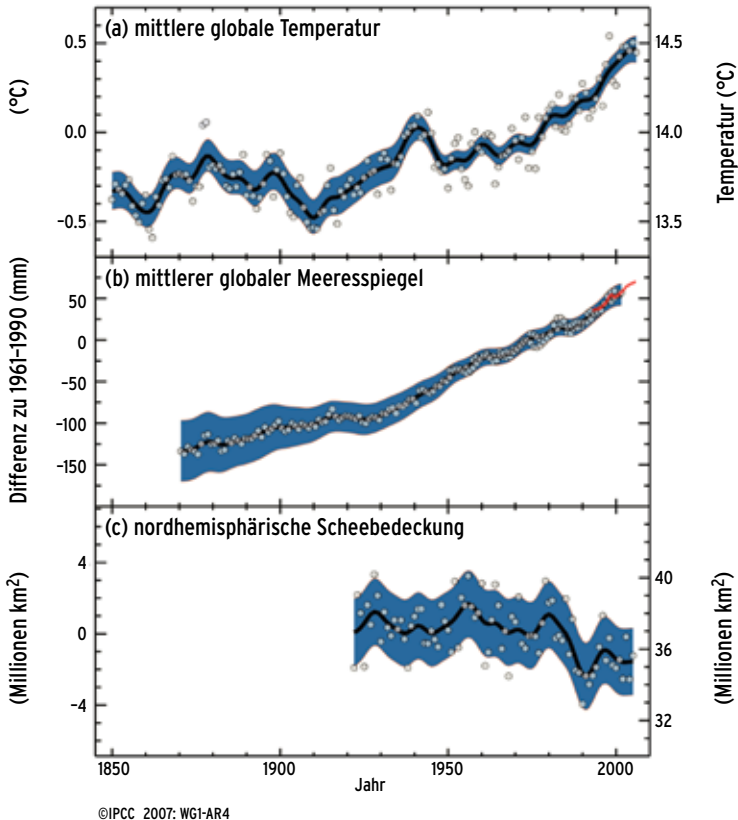 (a) mittlere globale Temperatur
0.5
0.0
-0.5
(°C)
14.5
14.0
13.5
Temperatur (°C)
(b) mittlerer globaler Meeresspiegel
50
0
-50
-100
-150
Differenz zu 1961-1990 (mm)
(c) nordhemisphärische Scheebedeckung
4
0
-4
(Millionen km²)
40
36
32
(Millionen km²)
1850 1900 1950 2000
Jahr
©IPCC 2007: WG1-AR4